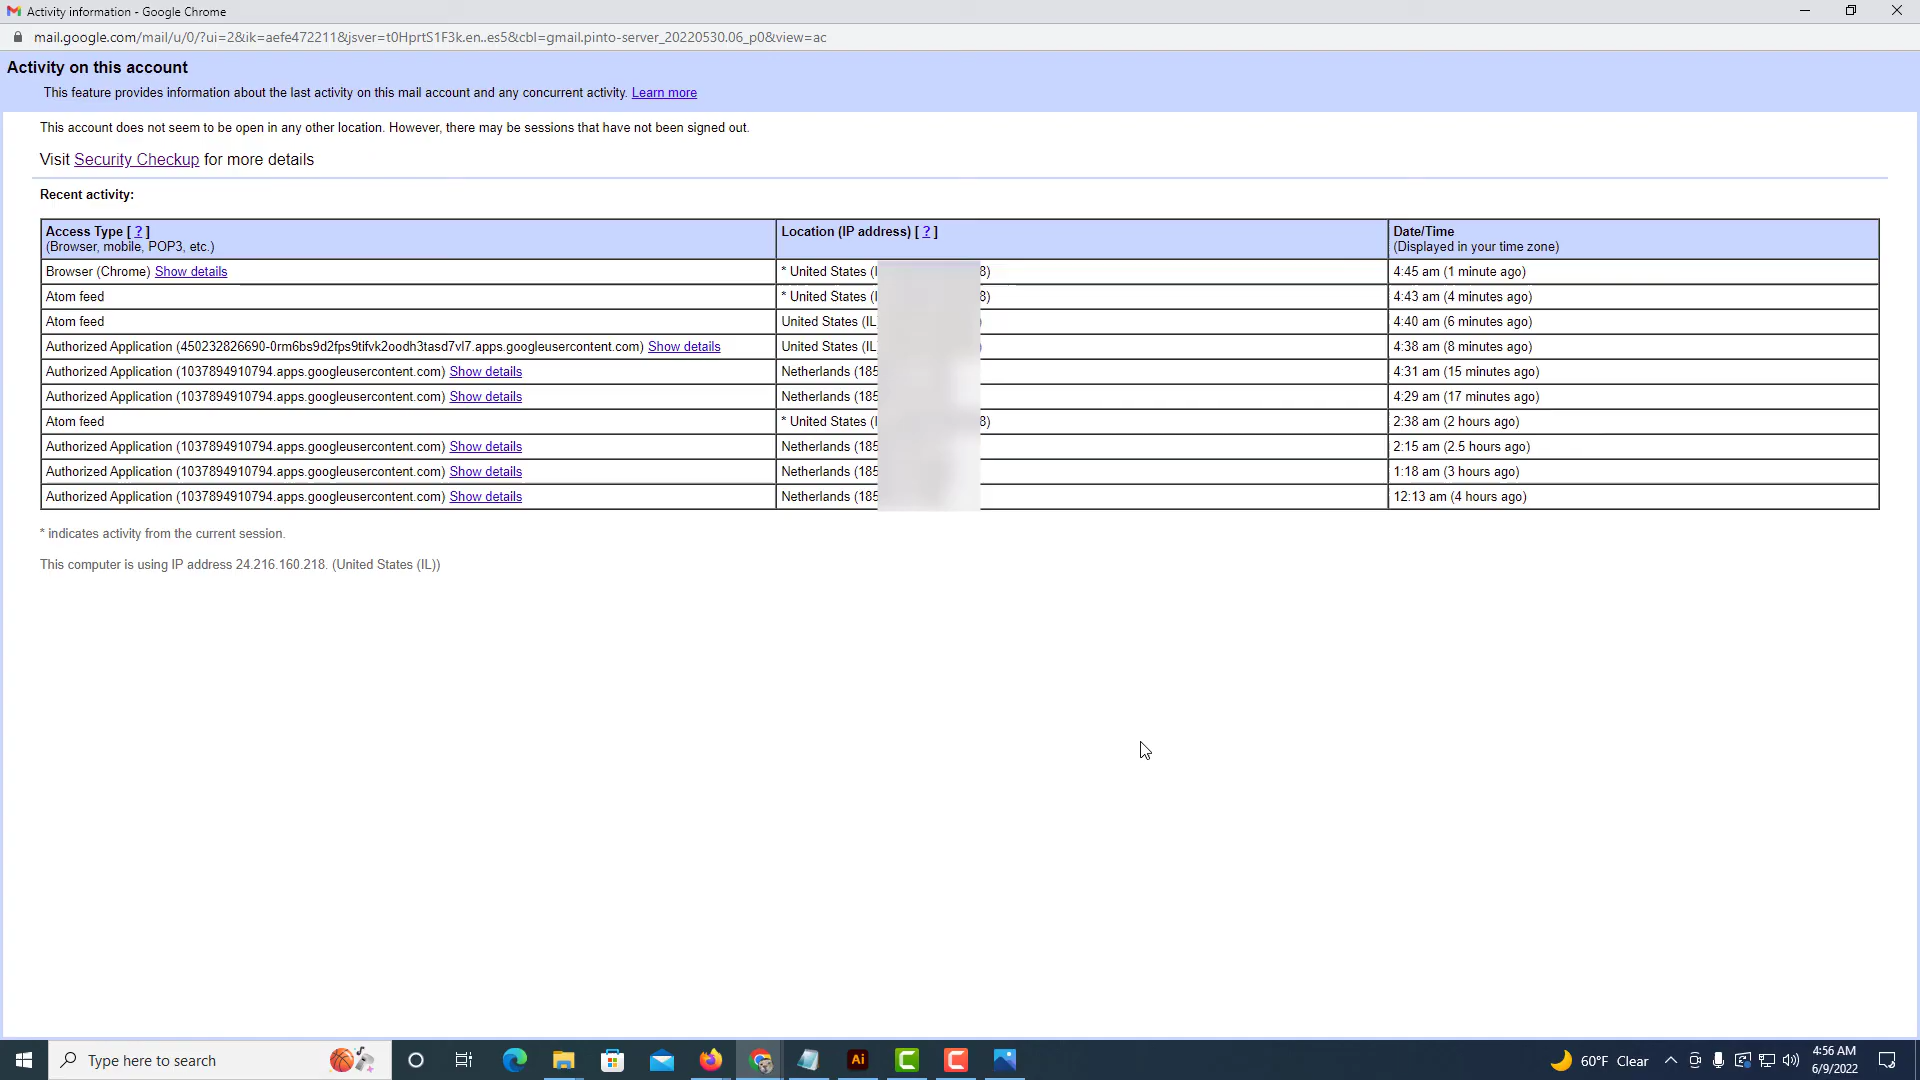 Activity information - Google Chrome
mail.google.com/mail/u/0/?ui=2&ik=aefe472211&jsver=t0HprtS1F3k.en..es5&cbl=gmail.pinto-server_20220530.06_p0&view=ac
Activity on this account
This feature provides information about the last activity on this mail account and any concurrent activity. Learn more
This account does not seem to be open in any other location. However, there may be sessions that have not been signed out.
Visit Security Checkup for more details
Recent activity:
Access Type [ ? ] Location (IP address) [ ? ] Date/Time
(Browser, mobile, POP3, etc.) (Displayed in your time zone)
Browser (Chrome) Show details * United States ( 8) 4:45 am (1 minute ago)
Atom feed * United States ( 8) 4:43 am (4 minutes ago)
Atom feed United States (IL ) 4:40 am (6 minutes ago)
Authorized Application (450232826690-0rm6bs9d2fps9tifvk2oodh3tasd7vl7.apps.googleusercontent.com) Show details United States (IL ) 4:38 am (8 minutes ago)
Authorized Application (1037894910794.apps.googleusercontent.com) Show details Netherlands (185 4:31 am (15 minutes ago)
Authorized Application (1037894910794.apps.googleusercontent.com) Show details Netherlands (185 4:29 am (17 minutes ago)
Atom feed * United States ( 8) 2:38 am (2 hours ago)
Authorized Application (1037894910794.apps.googleusercontent.com) Show details Netherlands (185 2:15 am (2.5 hours ago)
Authorized Application (1037894910794.apps.googleusercontent.com) Show details Netherlands (185 1:18 am (3 hours ago)
Authorized Application (1037894910794.apps.googleusercontent.com) Show details Netherlands (185 12:13 am (4 hours ago)
* indicates activity from the current session.
This computer is using IP address 24.216.160.218. (United States (IL))
Type here to search Ai 60°F Clear 4:56 AM
6/9/2022